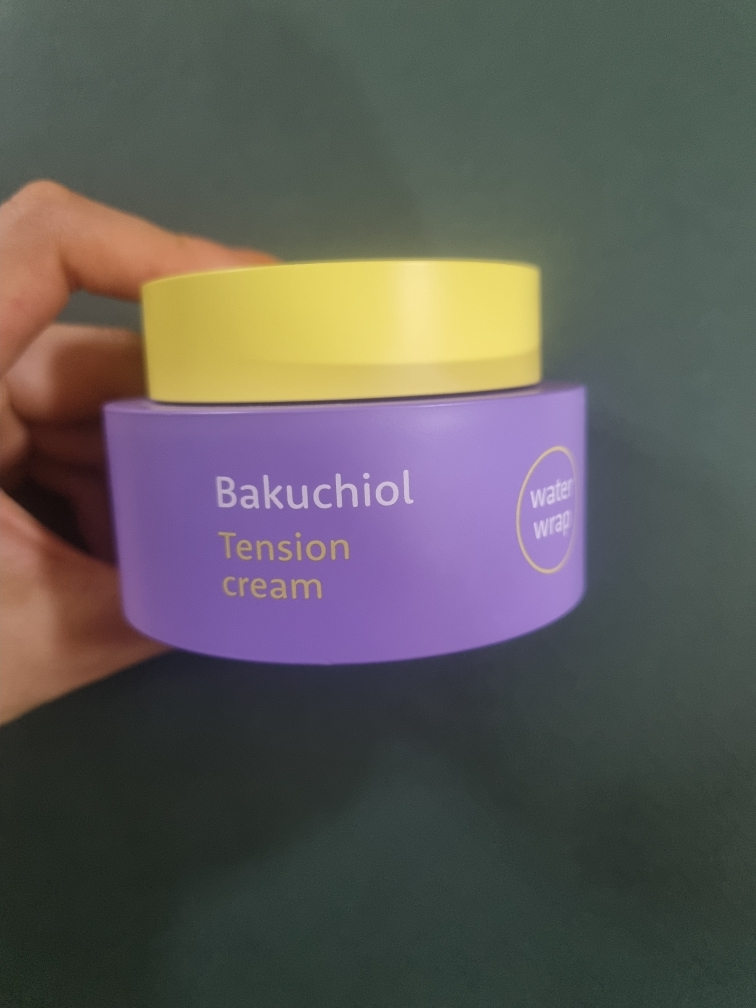 Bakuchiol
Tension
cream
water
wrap